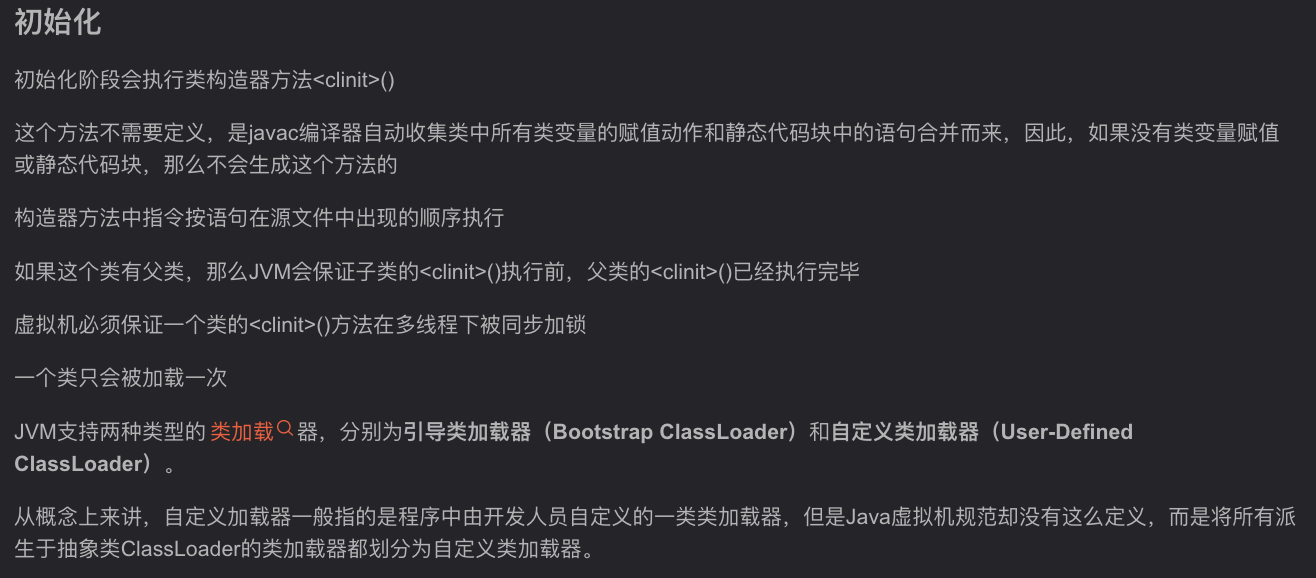 初始化
初始化阶段会执行类构造器方法<clinit>()
这个方法不需要定义，是javac编译器自动收集类中所有类变量的赋值动作和静态代码块中的语句合并而来，因此，如果没有类变量赋值
或静态代码块，那么不会生成这个方法的
构造器方法中指令按语句在源文件中出现的顺序执行
如果这个类有父类，那么JVM会保证子类的<clinit>()执行前，父类的<clinit>()已经执行完毕
虚拟机必须保证一个类的<clinit>()方法在多线程下被同步加锁
一个类只会被加载一次
JVM支持两种类型的 类加载器，分别为引导类加载器（Bootstrap ClassLoader）和自定义类加载器（User-Defined
ClassLoader）。
从概念上来讲，自定义加载器一般指的是程序中由开发人员自定义的一类类加载器，但是Java虚拟机规范却没有这么定义，而是将所有派
生于抽象类ClassLoader的类加载器都划分为自定义类加载器。